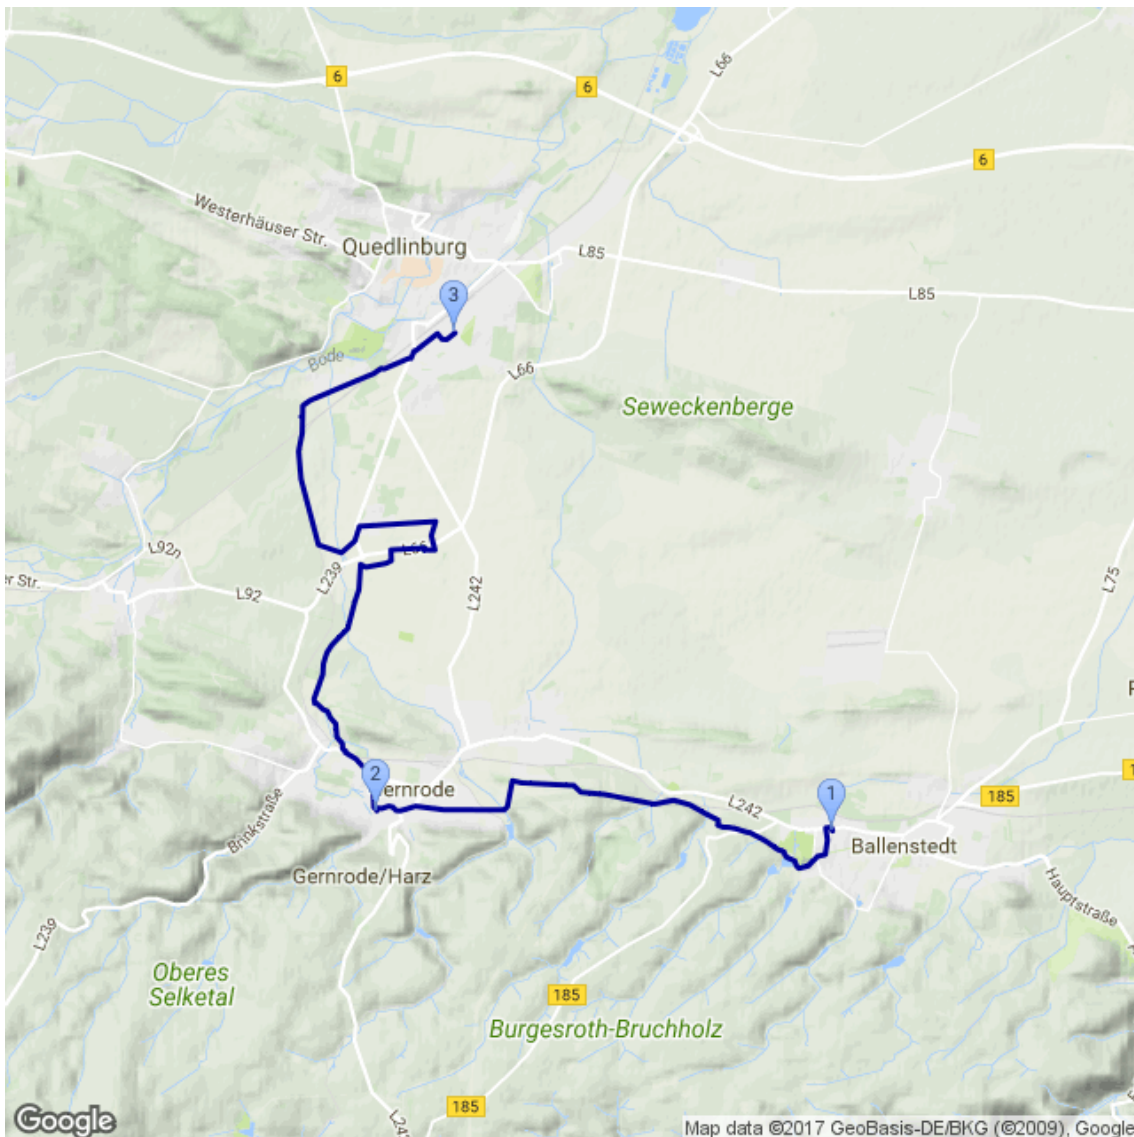 L66
6
6
6
Westerhäuser Str.
Quedlinburg
L85
L85
3
Bode
L66
Seweckenberge
L92n
L66
L239
er Str.
L92
L242
L75
2
ernrode
1
L242
185
Ballenstedt
Brinkstraße
Gernrode/Harz
Hauptstraße
L239
Oberes
Selketal
185
Burgesroth-Bruchholz
185
Google
Map data ©2017 GeoBasis-DE/BKG (©2009), Google